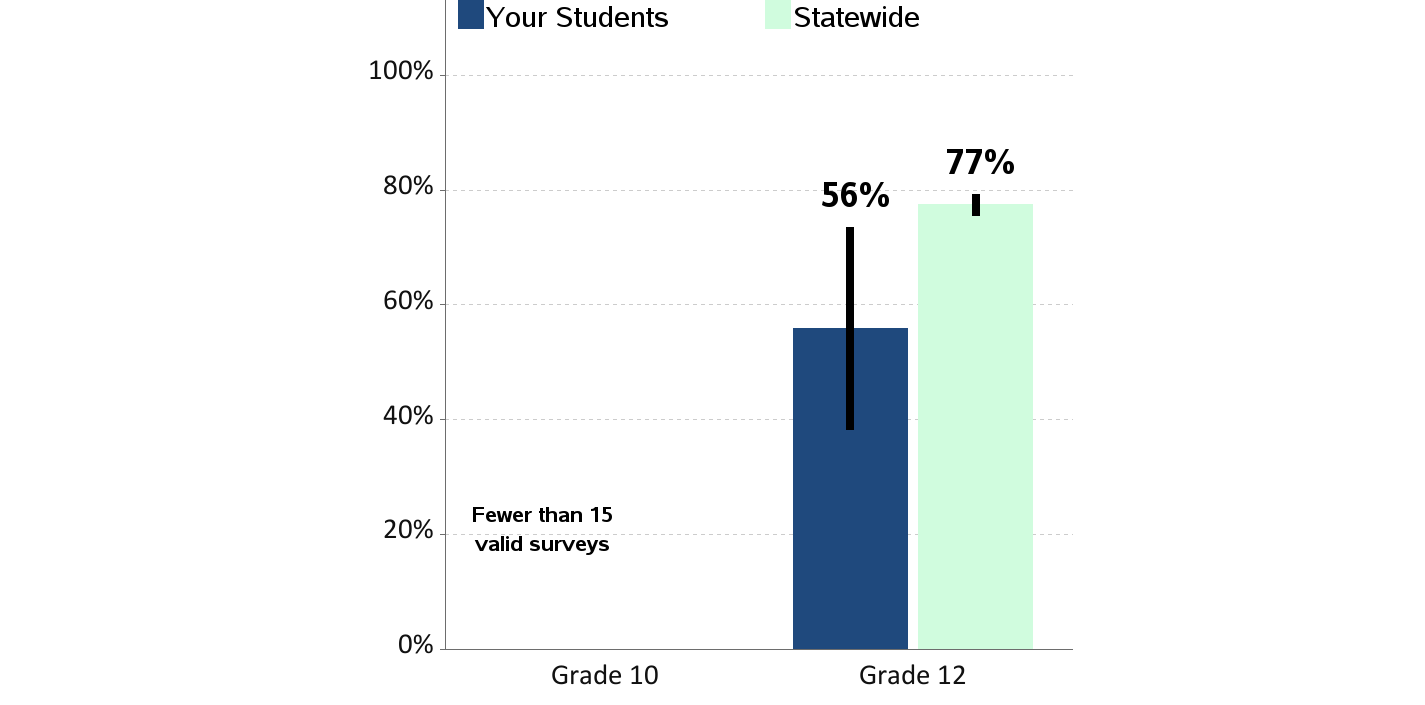 Your Students Statewide
100%
77%
80%
56%
60%
40%
Fewer than 15
20%
valid surveys
0%
Grade 10 Grade 12